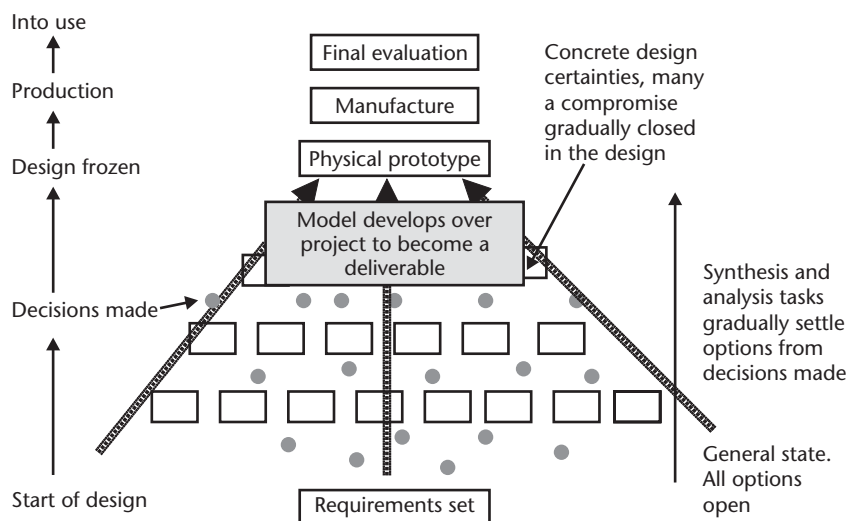 Into use
Production
Design frozen
Decisions made
Start of design
Final evaluation
Manufacture
Physical prototype
Model develops over
project to become a
deliverable
Requirements set
Concrete design
certainties, many
a compromise
gradually closed
in the design
Synthesis and
analysis tasks
gradually settle
options from
decisions made
General state.
All options
open